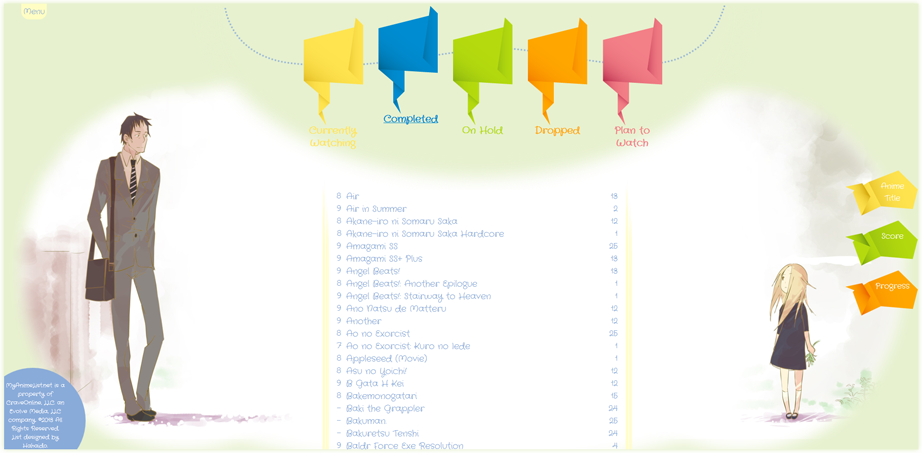 Menu
Currently
Watching
Completed
On Hold
Dropped
Plan to
Watch
8 Air 13
9 Air in Summer 2
8 Akane-iro ni Somaru Saka 12
8 Akane-iro ni Somaru Saka Hardcore 1
9 Amagami SS 25
9 Amagami SS+ Plus 13
9 Angel Beats! 13
8 Angel Beats!: Another Epilogue 1
8 Angel Beats!: Stairway to Heaven 1
9 Ano Natsu de Matteru 12
9 Another 12
8 Ao no Exorcist 25
7 Ao no Exorcist: Kuro no Iede 1
8 Appleseed (Movie) 1
8 Asu no Yoichi! 12
9 B Gata H Kei 12
8 Bakemonogatari 15
- Baki the Grappler 24
- Bakuman. 25
- Bakuretsu Tenshi 24
9 Baldr Force Exe Resolution 4
Anime
Title
Score
Progress
MyAnimeList.net is a
property of
CraveOnline, LLC. an
Evolve Media, LLC
company. ©2013 All
Rights Reserved.
List designed by
Hahaido.